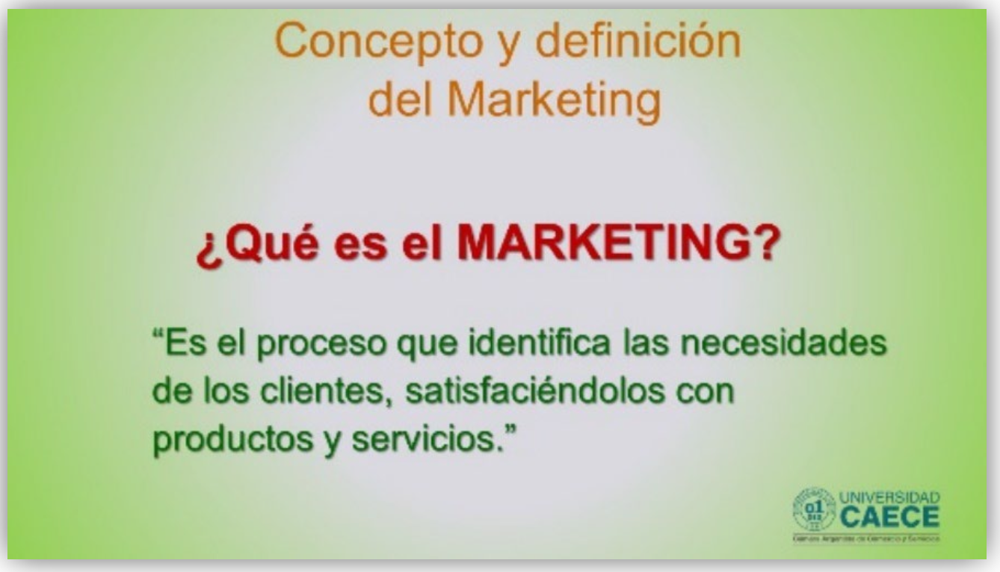 Concepto y definición
del Marketing
¿Qué es el MARKETING?
“Es el proceso que identifica las necesidades
de los clientes, satisfaciéndolos con
productos y servicios.”
UNIVERSIDAD
CAECE
Cámara Argentina de Comercio y Servicios